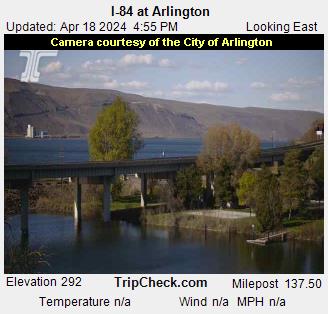 I-84 at Arlington
Updated: Apr 18 2024 4:55 PM Looking East
Camera courtesy of the City of Arlington
Elevation 292 TripCheck.com Milepost 137.50
Temperature n/a Wind n/a MPH n/a